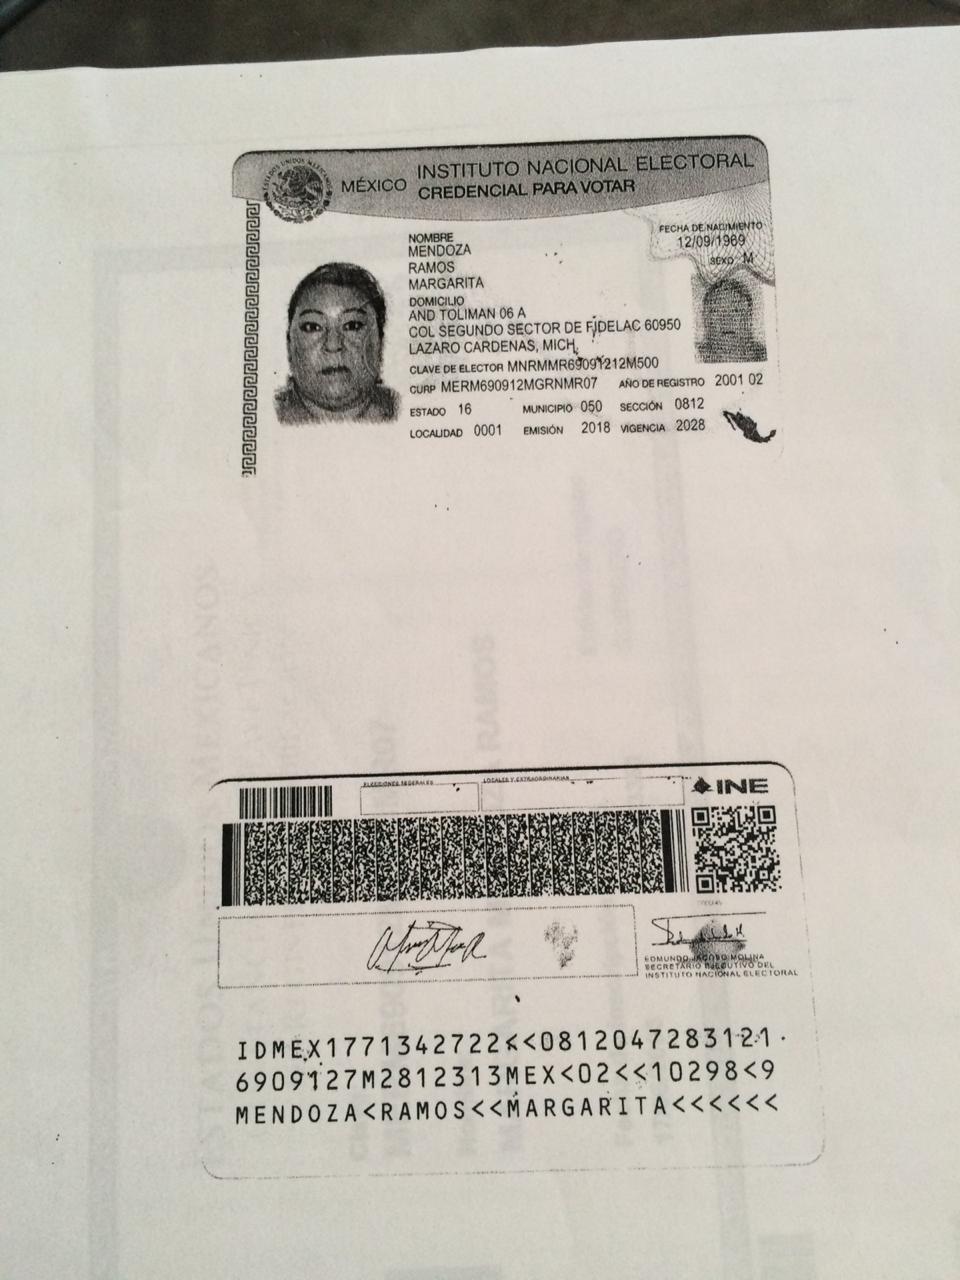 INSTITUTO NACIONAL ELECTORAL
MÉXICO CREDENCIAL PARA VOTAR
NOMBRE
MENDOZA
RAMOS
MARGARITA
FECHA DE NACIMIENTO
12/09/1969
SEXO M
DOMICILIO
AND TOLIMAN 06 A
COL SEGUNDO SECTOR DE FIDELAC 60950
LAZARO CARDENAS, MICH.
CLAVE DE ELECTOR MNRMMR69091212M500
CURP MERM690912MGRNMR07 AÑO DE REGISTRO 2001 02
ESTADO 16 MUNICIPIO 050 SECCIÓN 0812
LOCALIDAD 0001 EMISIÓN 2018 VIGENCIA 2028
ELECCIONES FEDERALES LOCALES Y EXTRAORDINARIAS INE
EDMUNDO JACOBO MOLINA
SECRETARIO EJECUTIVO DEL
INSTITUTO NACIONAL ELECTORAL
IDMEX1771342722<<0812047283121
6909127M2812313MEX<02<<10298<9
MENDOZA<RAMOS<<MARGARITA<<<<<<